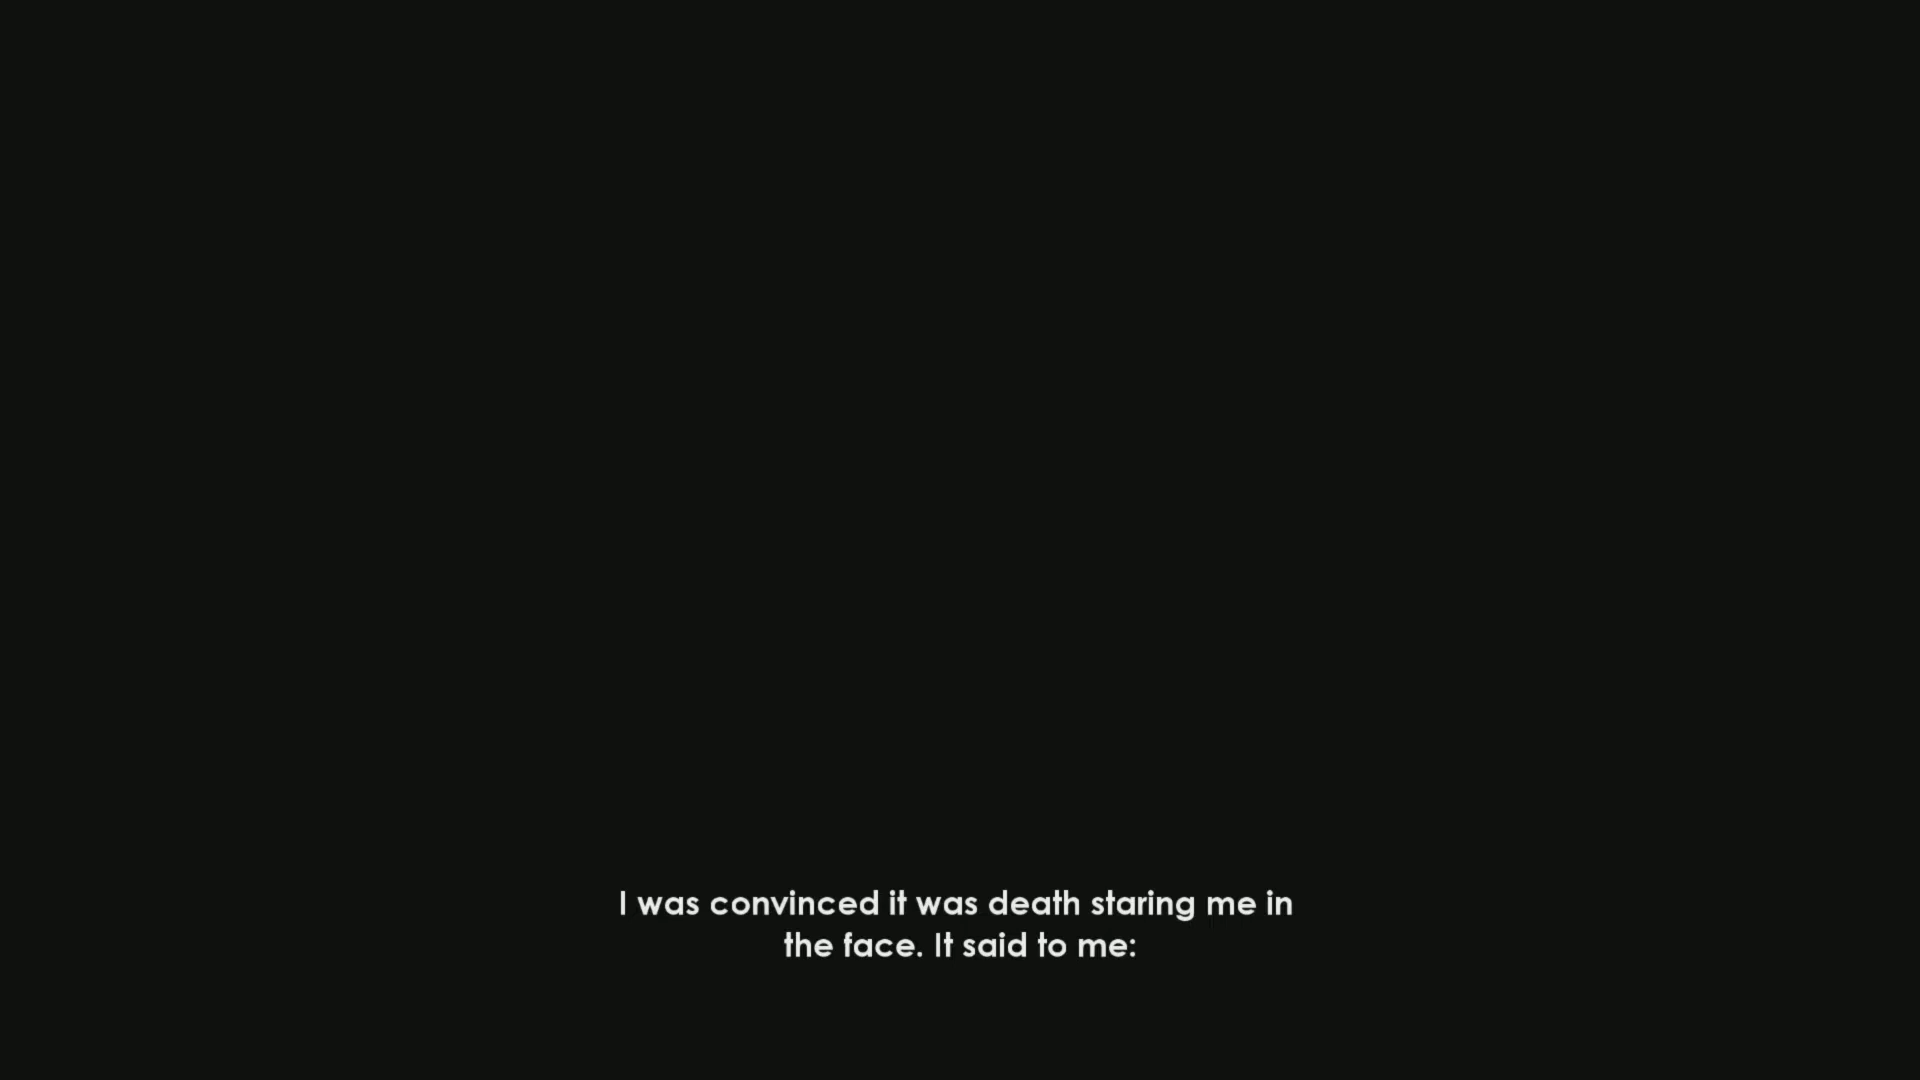 I was convinced it was death staring me in
the face. It said to me: